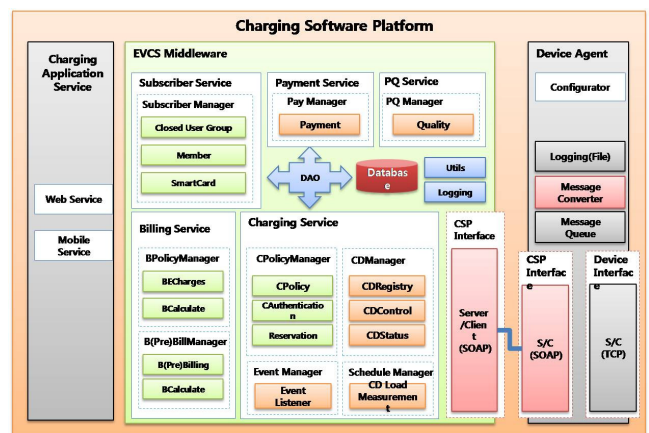 Charging Software Platform
Charging
Application
Service
Web Service
Mobile
Service
EVCS Middleware
Subscriber Service
Subscriber Manager
Closed User Group
Member
SmartCard
Payment Service
Pay Manager
Payment
PQ Service
PQ Manager
Quality
DAO
Databas
e
Utils
Logging
Billing Service
BPolicyManager
BECharges
BCalculate
B(Pre)BillManager
B(Pre)Billing
BCalculate
Charging Service
CPolicyManager
CPolicy
CAuthenticatio
n
Reservation
CDManager
CDRegistry
CDControl
CDStatus
Event Manager
Event
Listener
Schedule Manager
CD Load
Measuremen
t
CSP
Interface
Server
/Clien
t
(SOAP)
Device Agent
Configurator
Logging(File)
Message
Converter
Message
Queue
CSP
Interfac
e
S/C
(SOAP)
Device
Interfac
e
S/C
(TCP)